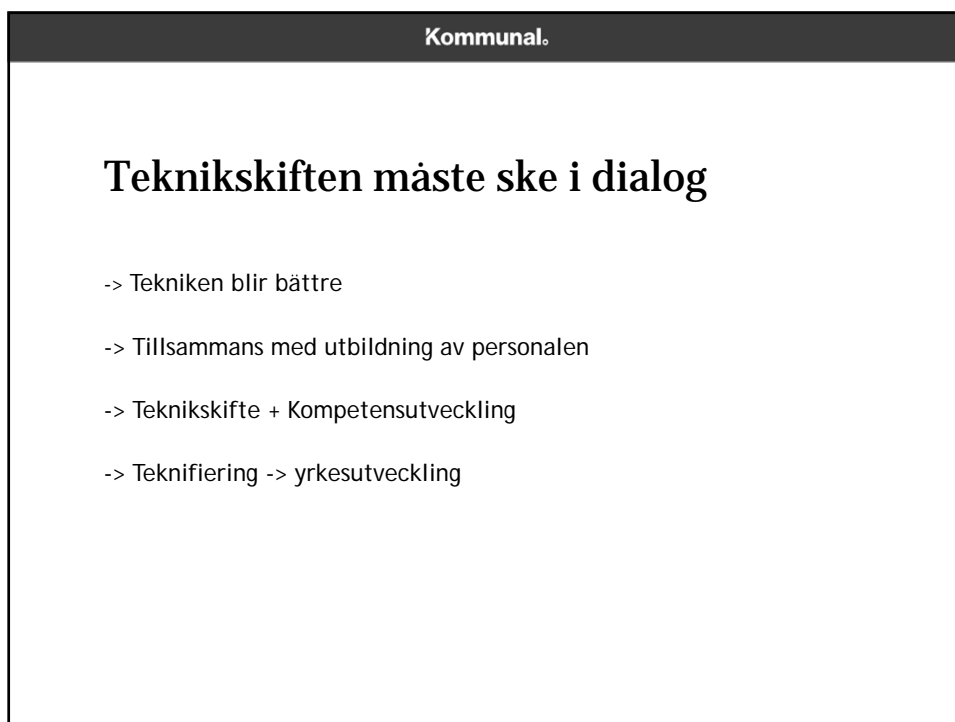 Kommunal.
Teknikskiften måste ske i dialog
-> Tekniken blir bättre
-> Tillsammans med utbildning av personalen
-> Teknikskifte + Kompetensutveckling
-> Teknifiering -> yrkesutveckling